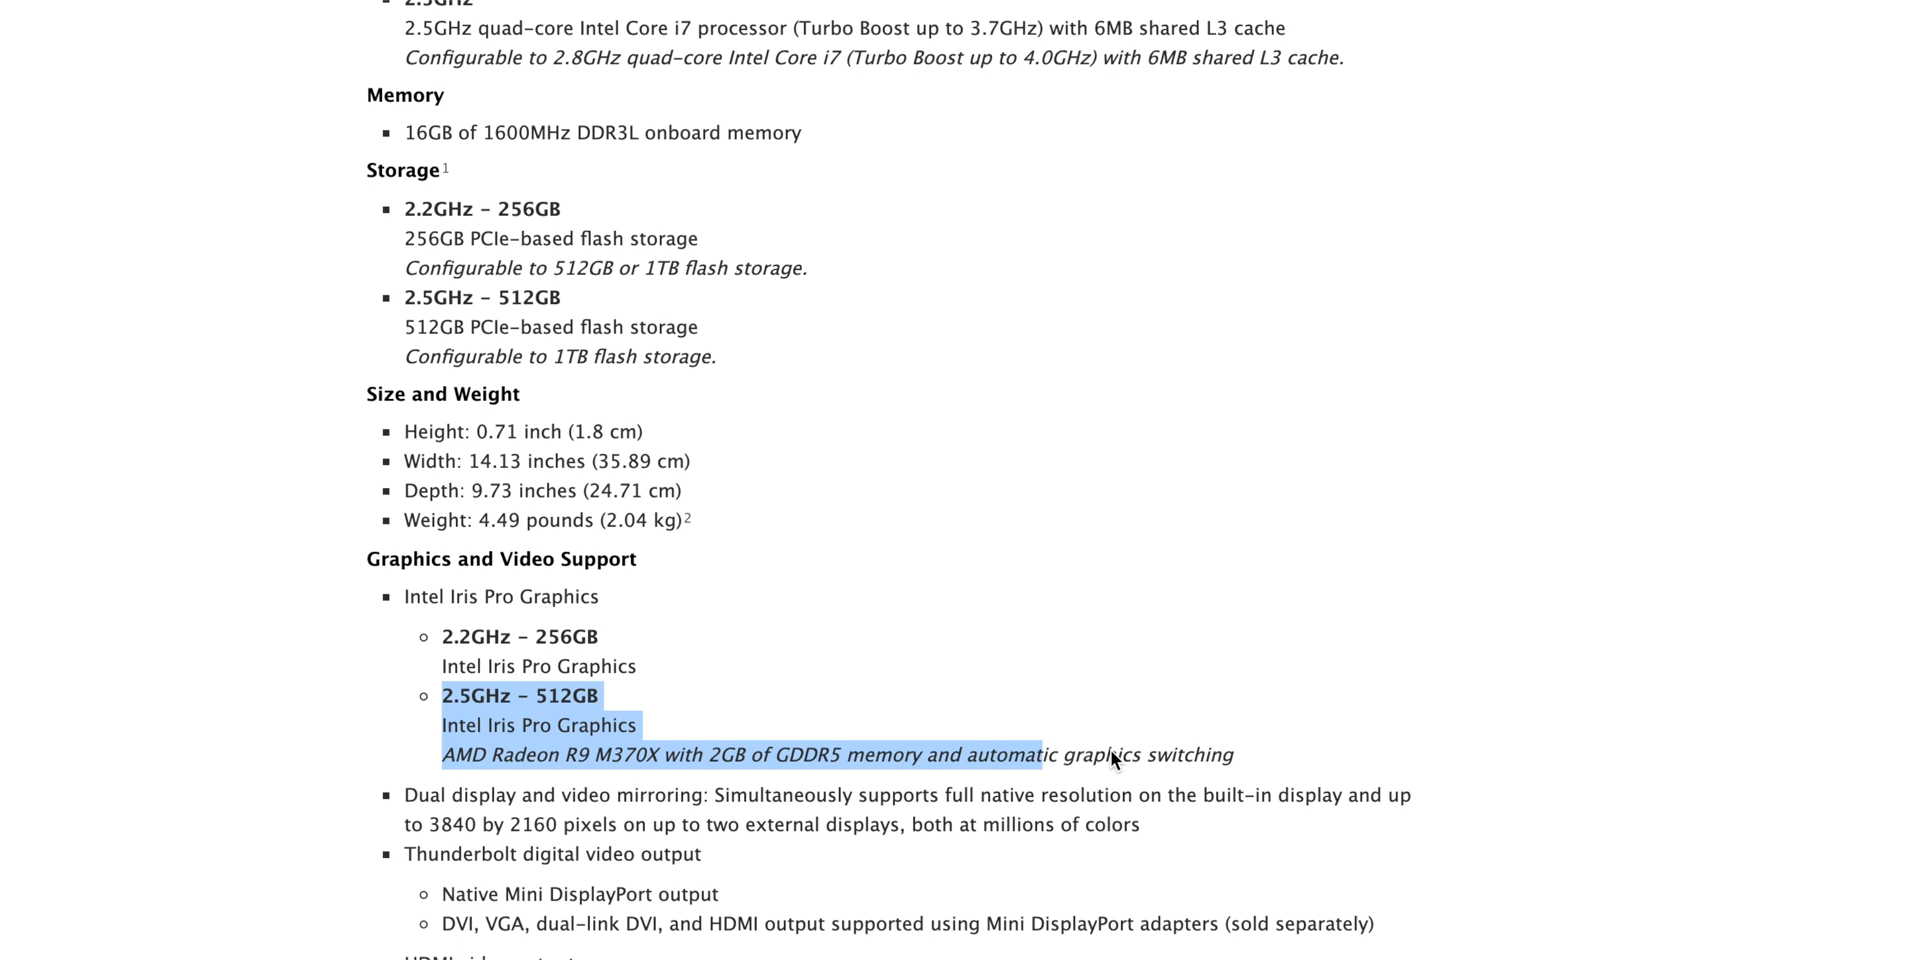 2.5GHz
2.5GHz quad-core Intel Core i7 processor (Turbo Boost up to 3.7GHz) with 6MB shared L3 cache
Configurable to 2.8GHz quad-core Intel Core i7 (Turbo Boost up to 4.0GHz) with 6MB shared L3 cache.
Memory
16GB of 1600MHz DDR3L onboard memory
Storage1
2.2GHz – 256GB
256GB PCIe-based flash storage
Configurable to 512GB or 1TB flash storage.
2.5GHz – 512GB
512GB PCIe-based flash storage
Configurable to 1TB flash storage.
Size and Weight
Height: 0.71 inch (1.8 cm)
Width: 14.13 inches (35.89 cm)
Depth: 9.73 inches (24.71 cm)
Weight: 4.49 pounds (2.04 kg)2
Graphics and Video Support
Intel Iris Pro Graphics
2.2GHz – 256GB
Intel Iris Pro Graphics
2.5GHz – 512GB
Intel Iris Pro Graphics
AMD Radeon R9 M370X with 2GB of GDDR5 memory and automatic graphics switching
Dual display and video mirroring: Simultaneously supports full native resolution on the built-in display and up
to 3840 by 2160 pixels on up to two external displays, both at millions of colors
Thunderbolt digital video output
Native Mini DisplayPort output
DVI, VGA, dual-link DVI, and HDMI output supported using Mini DisplayPort adapters (sold separately)